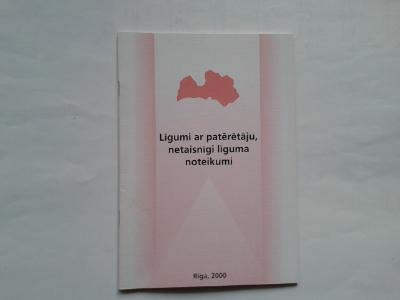 Līgumi ar patērētāju,
netaisnīgi līguma
noteikumi
Rīga, 2000